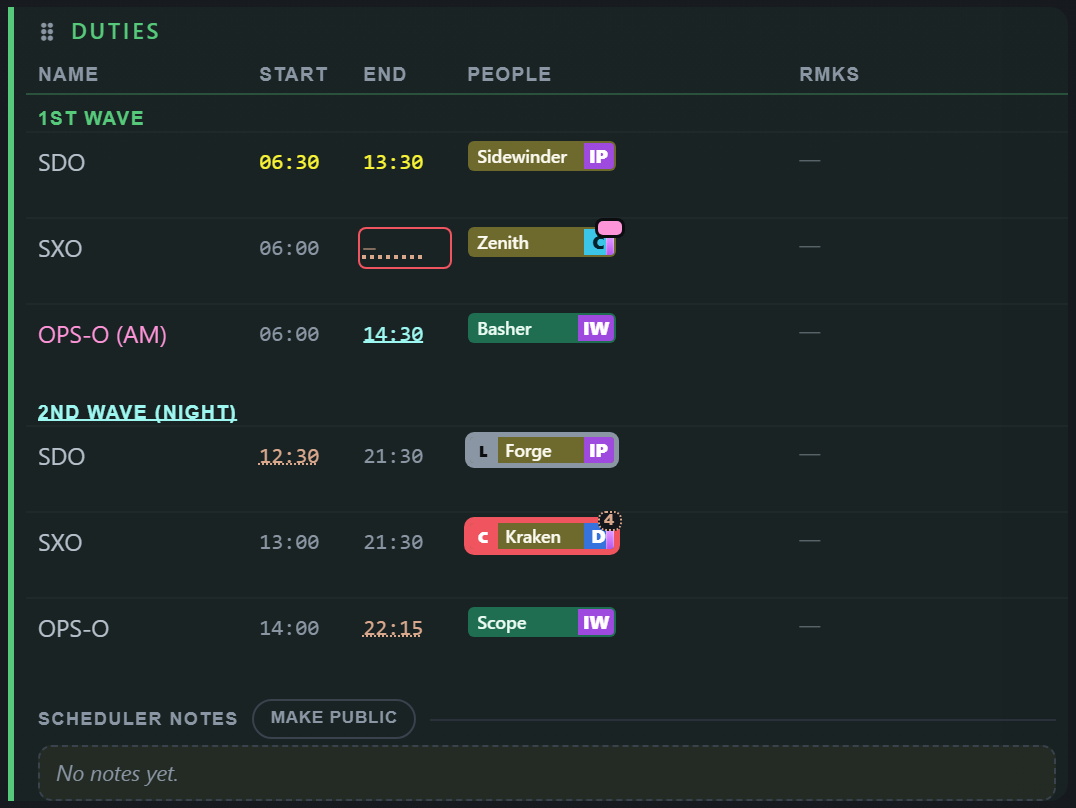 DUTIES
NAME START END PEOPLE RMKS
1ST WAVE
SDO 06:30 13:30 Sidewinder IP —
SXO 06:00 — Zenith C —
OPS-O (AM) 06:00 14:30 Basher IW —
2ND WAVE (NIGHT)
SDO 12:30 21:30 L Forge IP —
4
SXO 13:00 21:30 C Kraken D —
OPS-O 14:00 22:15 Scope IW —
SCHEDULER NOTES MAKE PUBLIC
No notes yet.